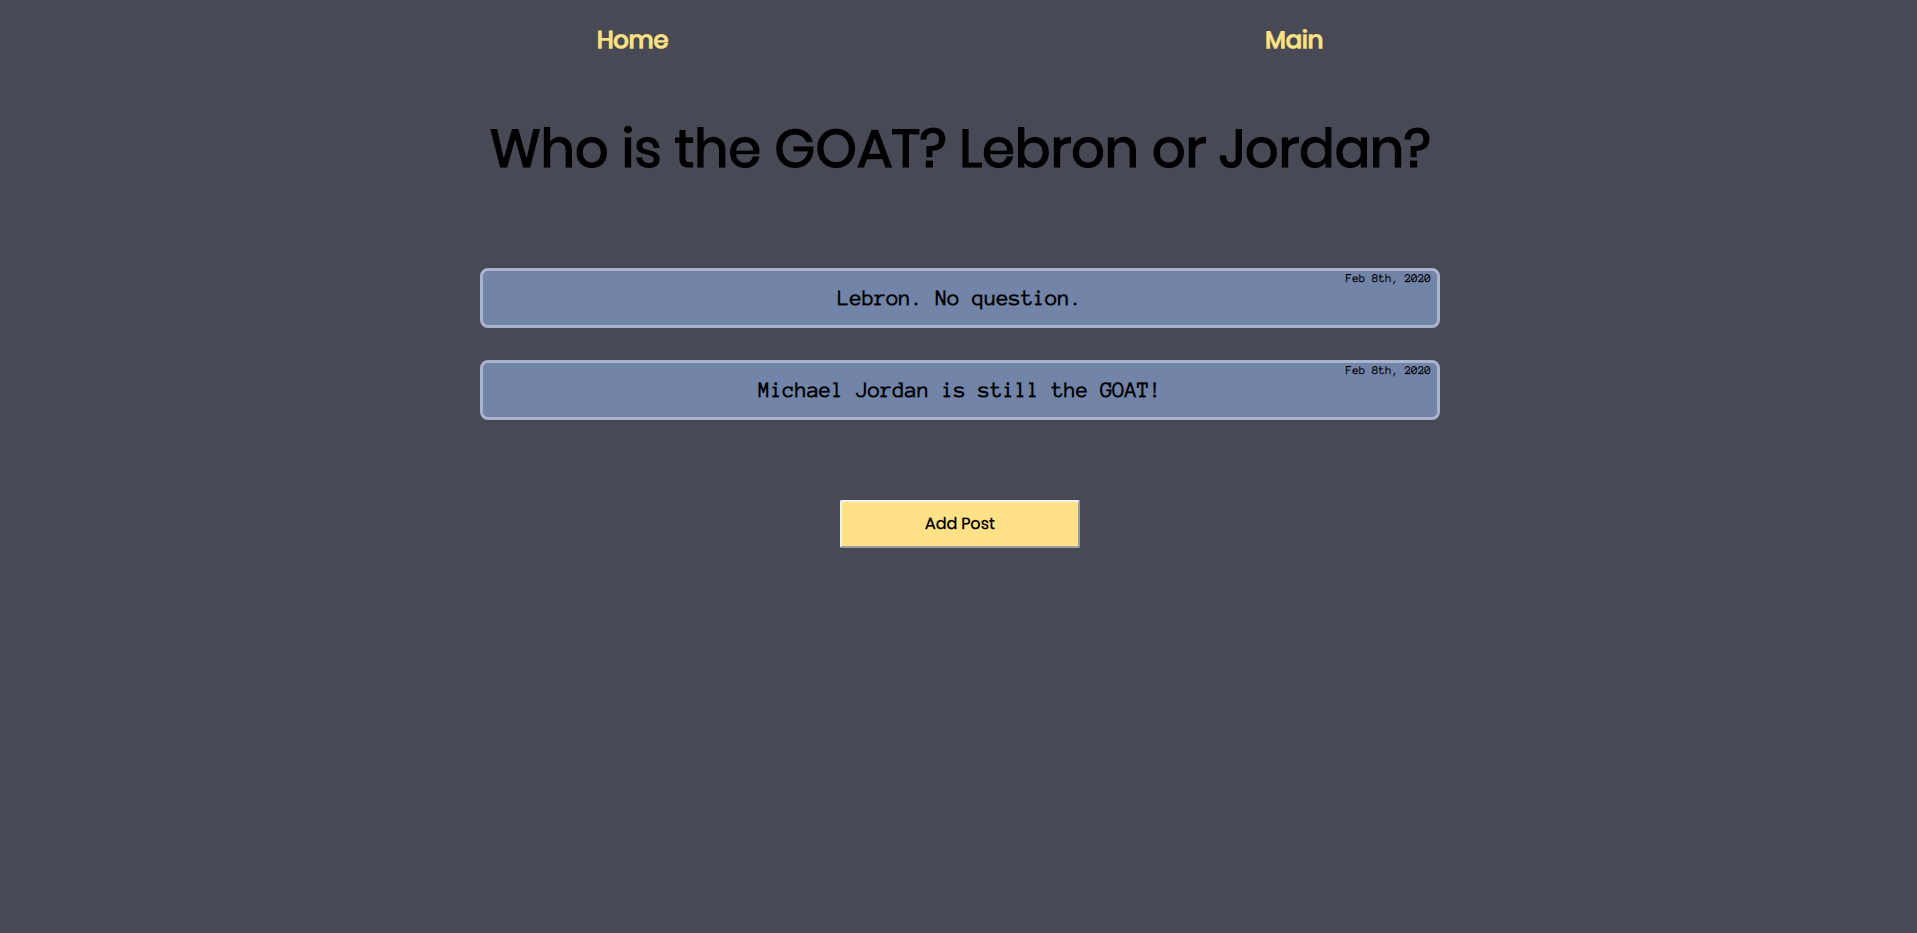 Home Main
Who is the GOAT? Lebron or Jordan?
Feb 8th, 2020
Lebron. No question.
Feb 8th, 2020
Michael Jordan is still the GOAT!
Add Post